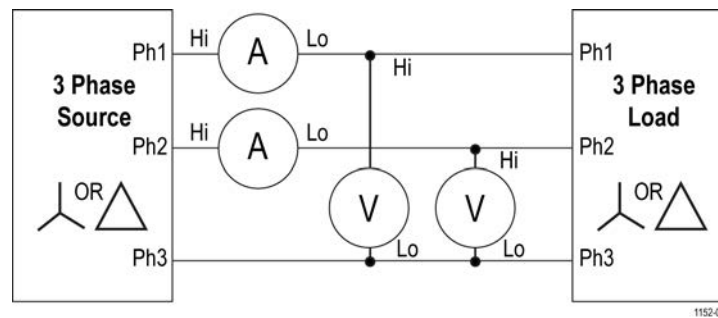 Ph1
Hi
A
Lo
Ph1
Hi
3 Phase
Source
3 Phase
Load
Ph2
Hi
A
Lo
Ph2
Hi
OR
V
V
OR
Lo
Lo
Ph3
Ph3